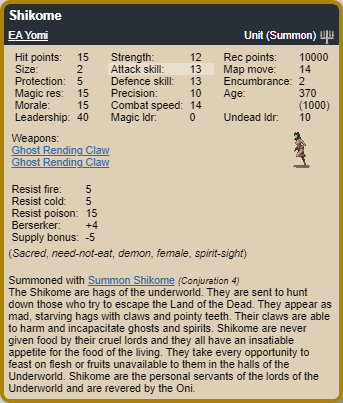 Shikome
EA Yomi Unit (Summon)
Hit points: 15 Strength: 12 Rec points: 10000
Size: 2 Attack skill: 13 Map move: 14
Protection: 5 Defence skill: 13 Encumbrance: 2
Magic res: 15 Precision: 10 Age: 370
Morale: 15 Combat speed: 14 (1000)
Leadership: 40 Magic ldr: 0 Undead ldr: 10
Weapons:
Ghost Rending Claw
Ghost Rending Claw
Resist fire: 5
Resist cold: 5
Resist poison: 15
Berserker: +4
Supply bonus: -5
(Sacred, need-not-eat, demon, female, spirit-sight)
Summoned with Summon Shikome (Conjuration 4)
The Shikome are hags of the underworld. They are sent to hunt
down those who try to escape the Land of the Dead. They appear as
mad, starving hags with claws and pointy teeth. Their claws are able
to harm and incapacitate ghosts and spirits. Shikome are never
given food by their cruel lords and they all have an insatiable
appetite for the food of the living. They take every opportunity to
feast on flesh or fruits unavailable to them in the halls of the
Underworld. Shikome are the personal servants of the lords of the
Underworld and are revered by the Oni.